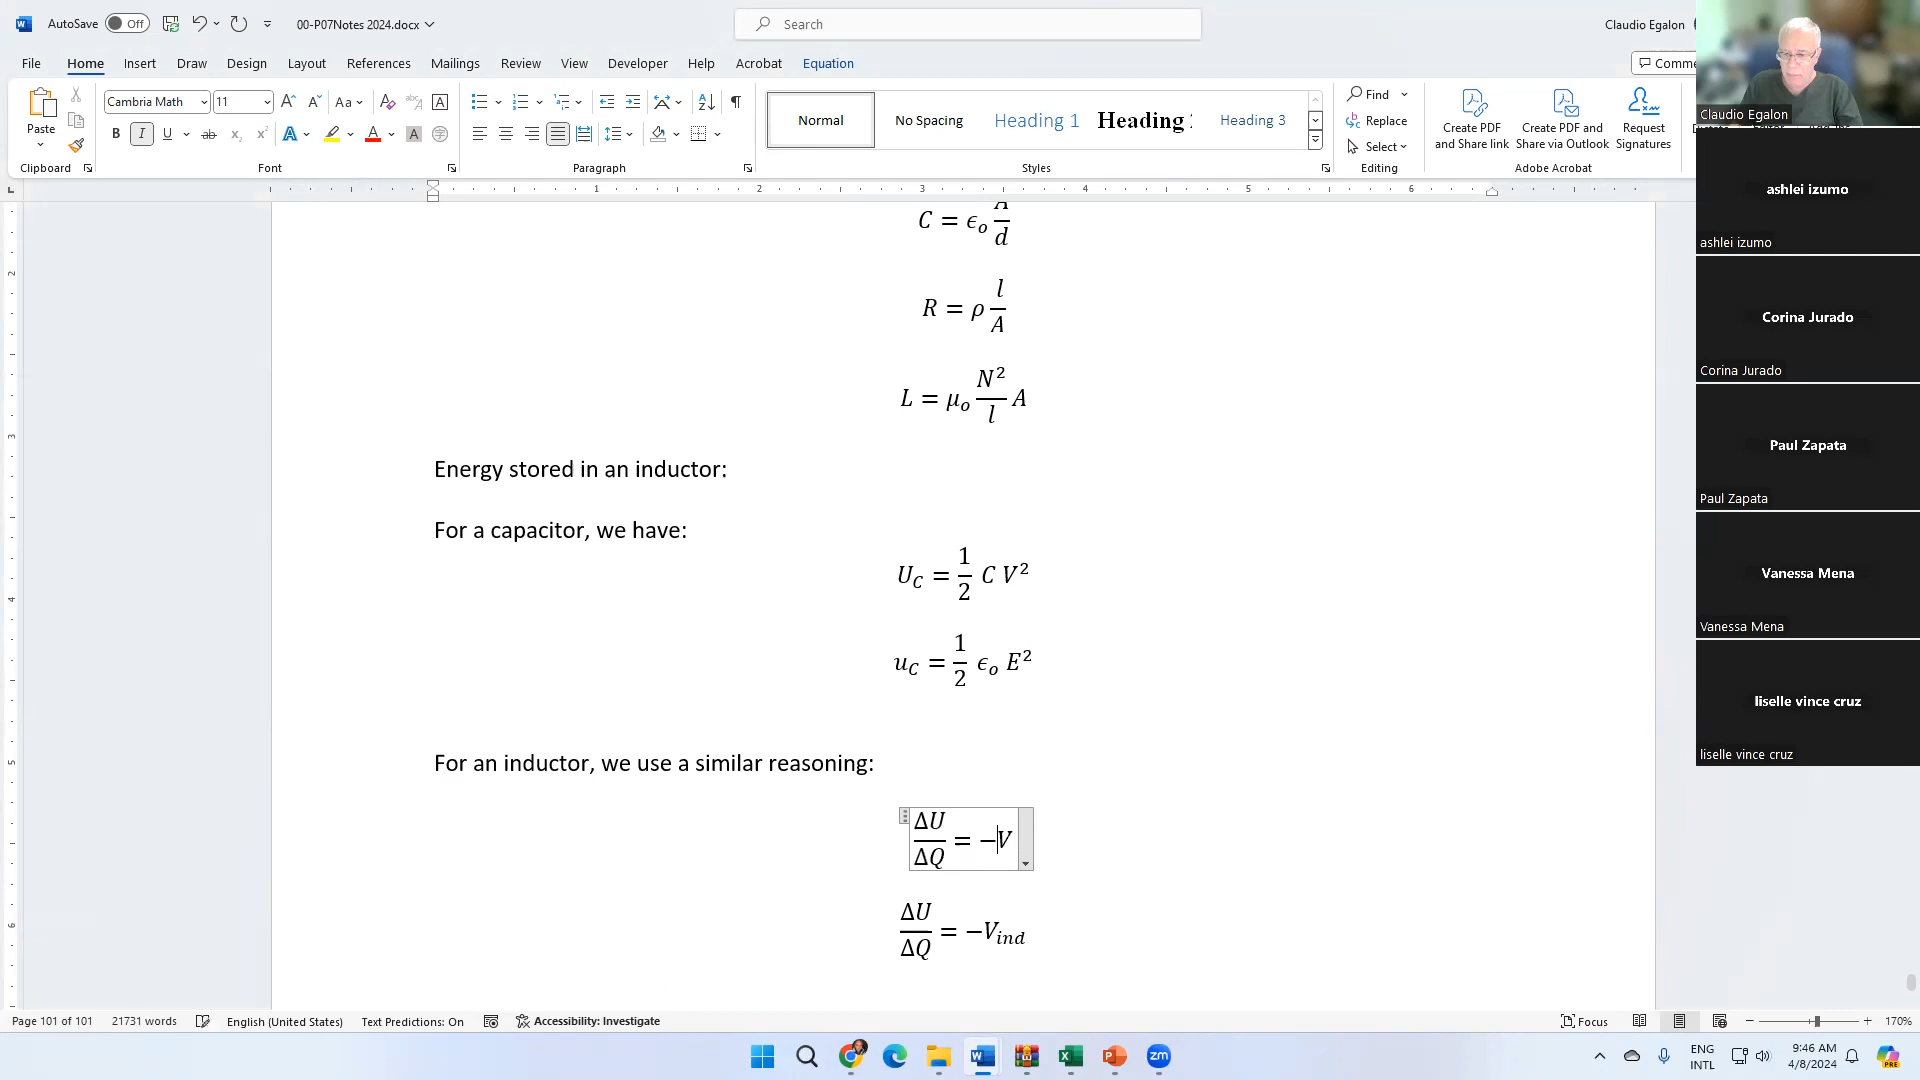 AutoSave Off 00-P07Notes 2024.docx Search Claudio Egalon
File Home Insert Draw Design Layout References Mailings Review View Developer Help Acrobat Equation Comme
Paste
Clipboard
Cambria Math 11
Font
Paragraph
Normal No Spacing Heading 1 Heading Heading 3
Styles
Find
Replace
Select
Editing
Create PDF and Share link
Create PDF and Share via Outlook
Request Signatures
Adobe Acrobat
C = ϵₒ A/d
R = ρ l/A
L = μₒ N²/l A
Energy stored in an inductor:
For a capacitor, we have:
U_C = 1/2 C V²
u_C = 1/2 ϵₒ E²
For an inductor, we use a similar reasoning:
ΔU/ΔQ = −V
ΔU/ΔQ = −V_ind
Claudio Egalon
ashlei izumo
ashlei izumo
Corina Jurado
Corina Jurado
Paul Zapata
Paul Zapata
Vanessa Mena
Vanessa Mena
liselle vince cruz
liselle vince cruz
Page 101 of 101 21731 words English (United States) Text Predictions: On Accessibility: Investigate Focus 170%
ENG INTL
9:46 AM
4/8/2024